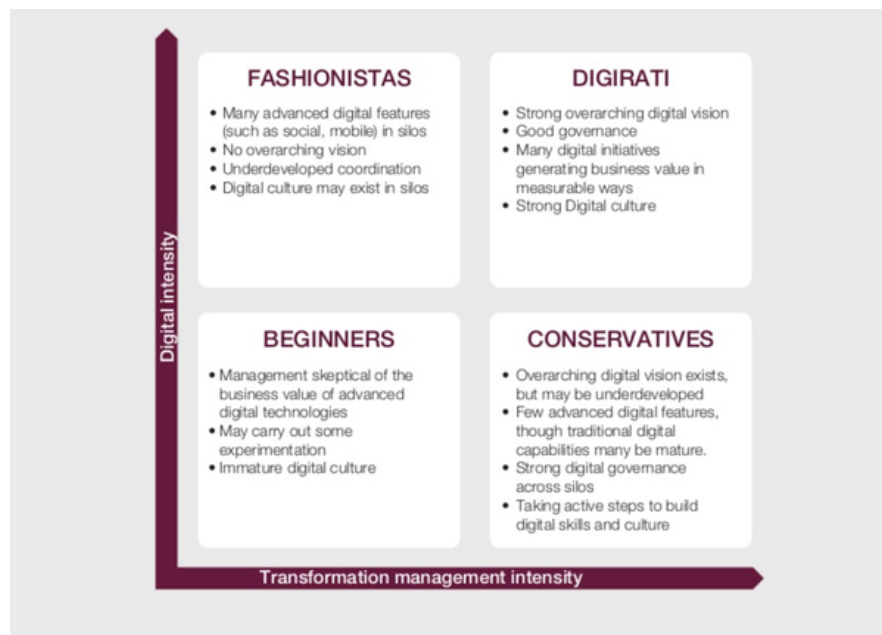 FASHIONISTAS
• Many advanced digital features
(such as social, mobile) in silos
• No overarching vision
• Underdeveloped coordination
• Digital culture may exist in silos
DIGIRATI
• Strong overarching digital vision
• Good governance
• Many digital initiatives
generating business value in
measurable ways
• Strong Digital culture
Digital intensity
BEGINNERS
• Management skeptical of the
business value of advanced
digital technologies
• May carry out some
experimentation
• Immature digital culture
CONSERVATIVES
• Overarching digital vision exists,
but may be underdeveloped
• Few advanced digital features,
though traditional digital
capabilities many be mature.
• Strong digital governance
across silos
• Taking active steps to build
digital skills and culture
Transformation management intensity